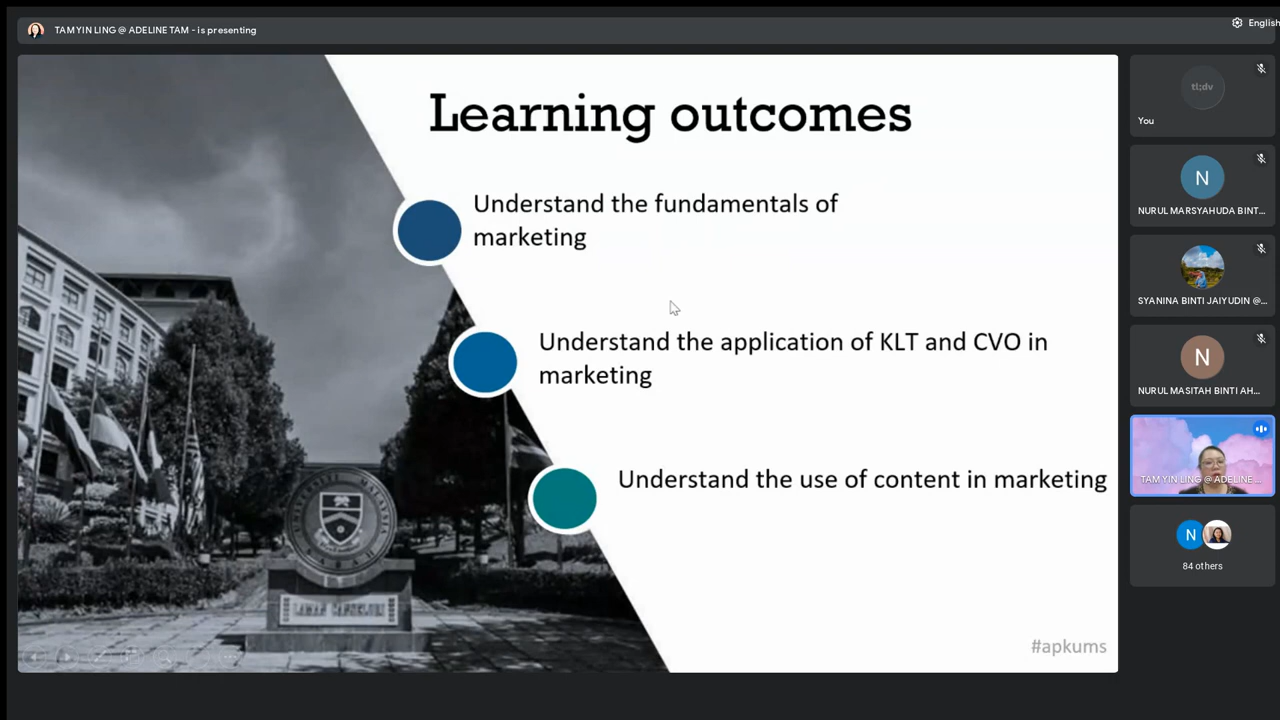 TAM YIN LING @ ADELINE TAM - is presenting
English
Learning outcomes
Understand the fundamentals of
marketing
Understand the application of KLT and CVO in
marketing
Understand the use of content in marketing
#apkums
tl;dv
You
N
NURUL MARSYAHUDA BINT...
SYANINA BINTI JAIYUDIN @...
N
NURUL MASITAH BINTI AH...
TAM YIN LING @ ADELINE ...
N
84 others